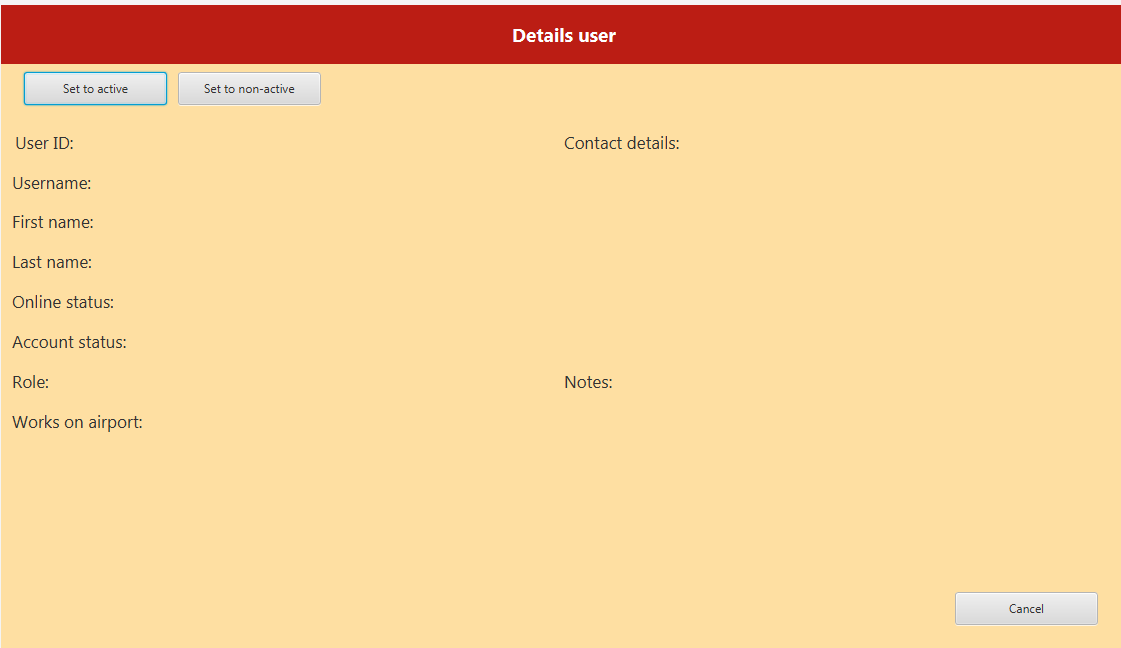 Details user
Set to active
Set to non-active
User ID:
Contact details:
Username:
First name:
Last name:
Online status:
Account status:
Role:
Notes:
Works on airport:
Cancel